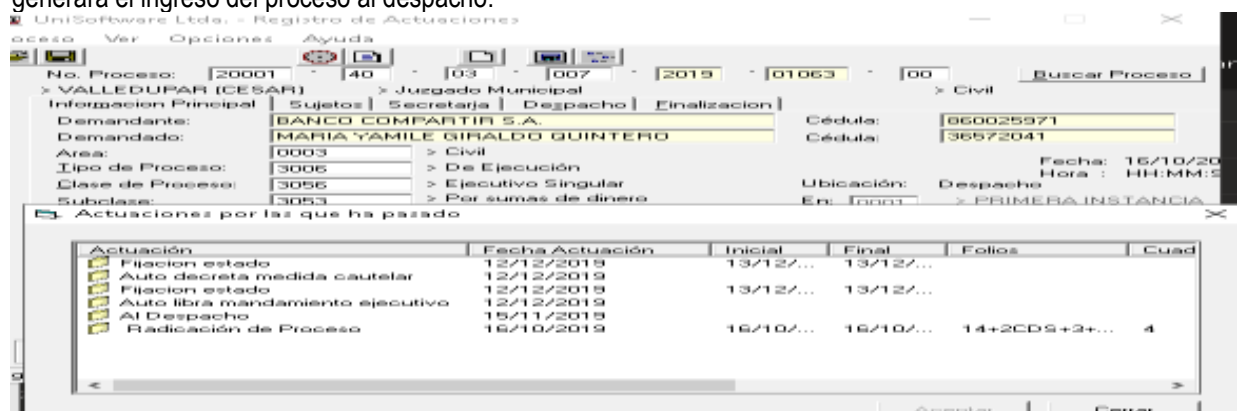 generará el ingreso del proceso al despacho.
UniSoftware Ltda. - Registro de Actuaciones
oceso Ver Opciones Ayuda
No. Proceso: 20001 - 40 - 03 - 007 - 2019 - 01063 - 00 Buscar Proceso
> VALLEDUPAR (CESAR) > Juzgado Municipal > Civil
Informacion Principal Sujetos Secretaria Despacho Finalizacion
Demandante: BANCO COMPARTIR S.A. Cédula: 860025971
Demandado: MARIA YAMILE GIRALDO QUINTERO Cédula: 36572041
Area: 0003 > Civil
Fecha: 16/10/20
Tipo de Proceso: 3006 > De Ejecución
Hora : HH:MM:S
Clase de Proceso: 3056 > Ejecutivo Singular Ubicación: Despacho
Subclase: 3053 > Por sumas de dinero En: 0001 > PRIMERA INSTANCIA
Actuaciones por las que ha pasado
Actuación Fecha Actuación Inicial Final Folios Cuad
Fijacion estado 12/12/2019 13/12/... 13/12/...
Auto decreta medida cautelar 12/12/2019
Fijacion estado 12/12/2019 13/12/... 13/12/...
Auto libra mandamiento ejecutivo 12/12/2019
Al Despacho 15/11/2019
Radicación de Proceso 16/10/2019 16/10/... 16/10/... 14+2CDS+3+... 4
Aceptar Cerrar